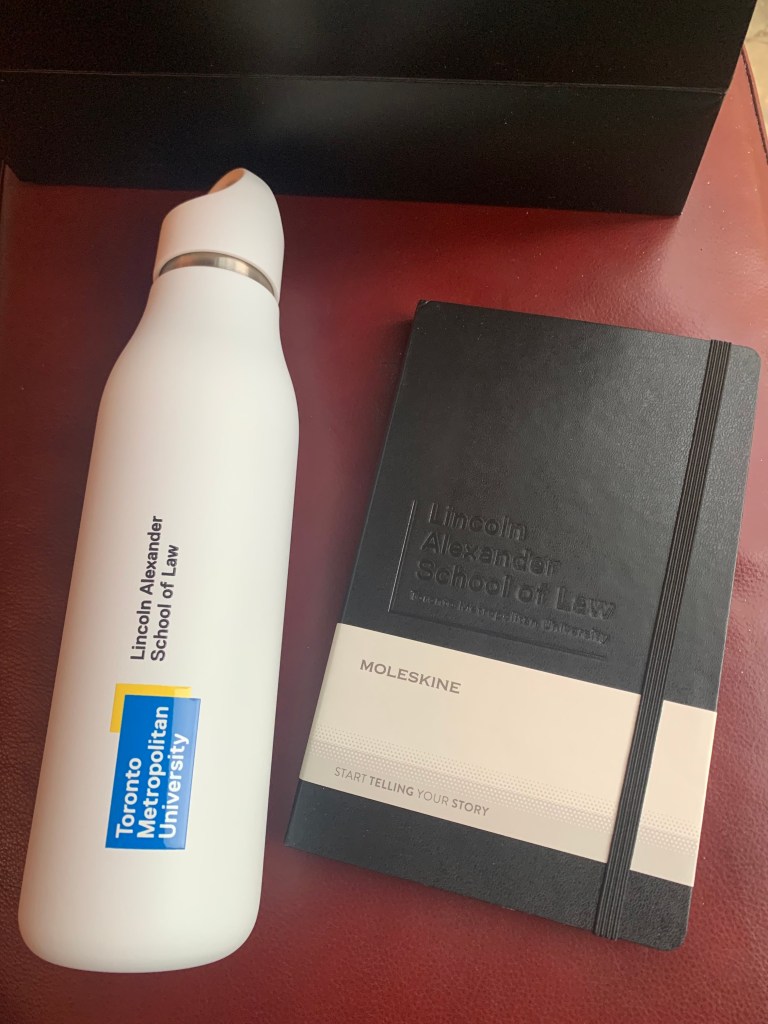 Lincoln Alexander
School of Law
Toronto
Metropolitan
University
Lincoln
Alexander
School of Law
Toronto Metropolitan University
MOLESKINE
START TELLING YOUR STORY